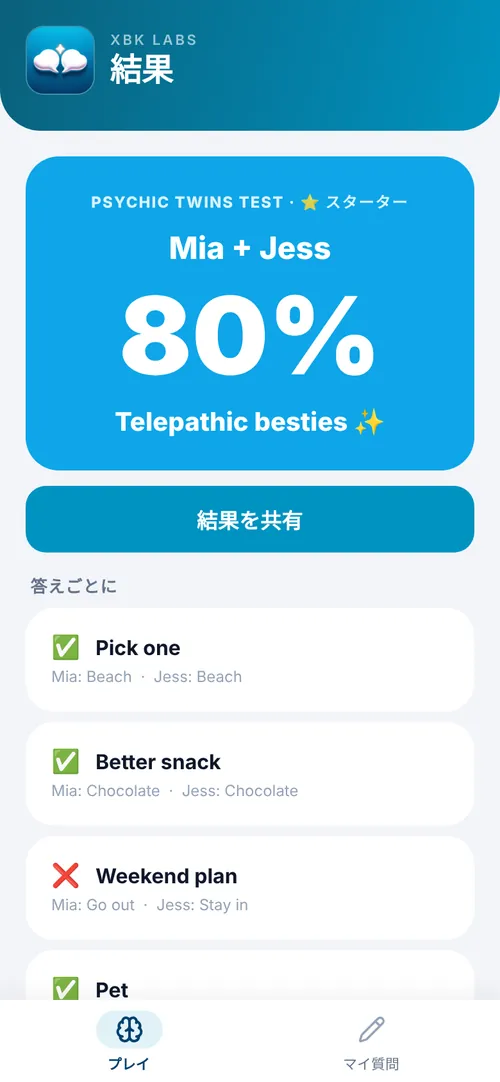 XBK LABS
結果
PSYCHIC TWINS TEST · ⭐ スターター
Mia + Jess
80%
Telepathic besties ✨
結果を共有
答えごとに
✅ Pick one
Mia: Beach · Jess: Beach
✅ Better snack
Mia: Chocolate · Jess: Chocolate
❌ Weekend plan
Mia: Go out · Jess: Stay in
✅ Pet
プレイ
マイ質問